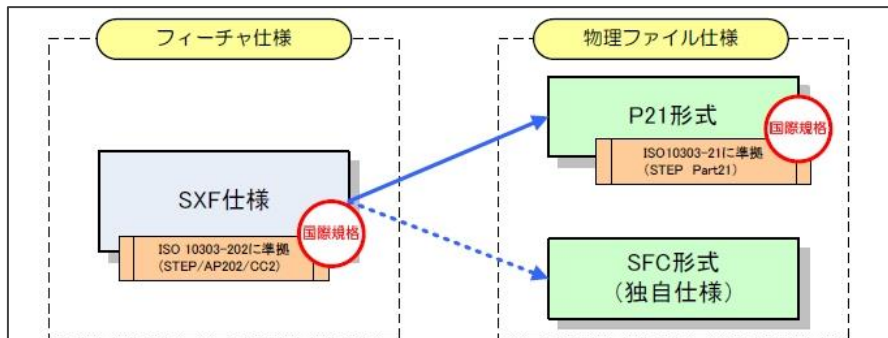 フィーチャ仕様
物理ファイル仕様
P21形式
国際規格
ISO10303-21に準拠
(STEP Part21)
SXF仕様
国際規格
ISO 10303-202に準拠
(STEP/AP202/CC2)
SFC形式
(独自仕様)